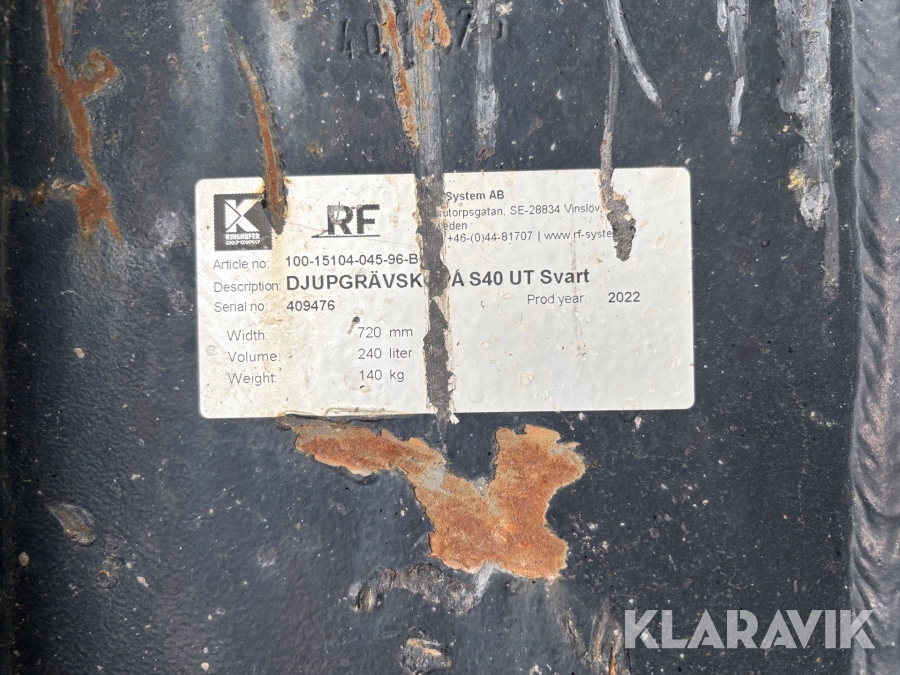 KINSHOFER
RF
System AB
SE-28834 Vinslöv,
+46-(0)44-81707 | www.rf-syste
Article no: 100-15104-045-96-B
Description: DJUPGRÄVSK PA S40 UT Svart
Serial no: 409476
Prod.year 2022
Width: 720 mm
Volume: 240 liter
Weight: 140 kg
KLARAVIK